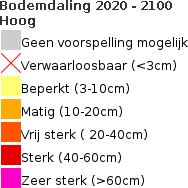 Bodemdaling 2020 - 2100
Hoog
Geen voorspelling mogelijk
Verwaarloosbaar (<3cm)
Beperkt (3-10cm)
Matig (10-20cm)
Vrij sterk ( 20-40cm)
Sterk (40-60cm)
Zeer sterk (>60cm)